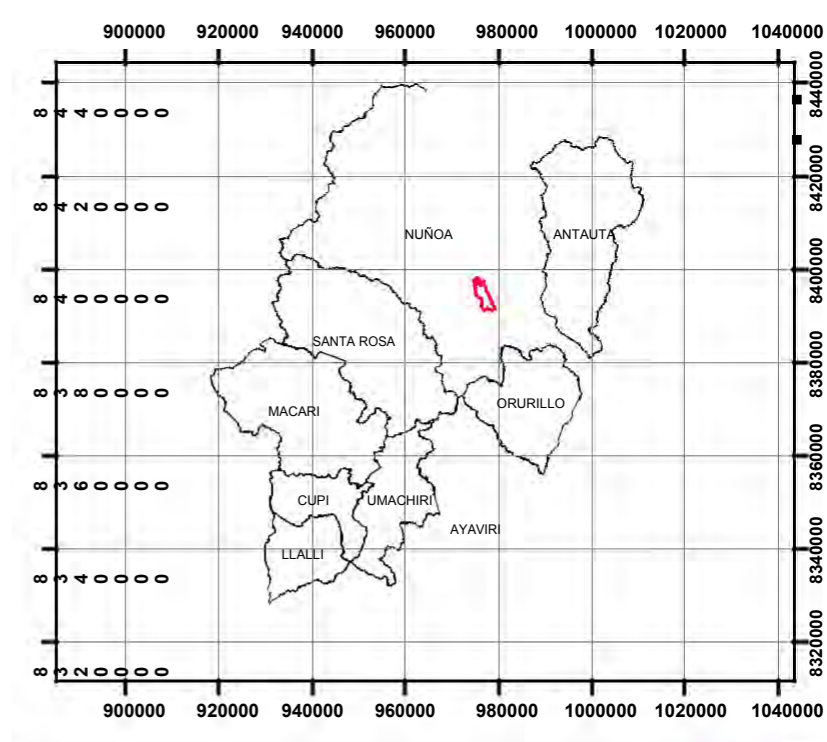 900000 920000 940000 960000 980000 1000000 1020000 1040000
8440000 8440000
8420000 8420000
NUÑOA ANTAUTA
8400000 8400000
SANTA ROSA
8380000 8380000
MACARI ORURILLO
8360000 8360000
CUPI UMACHIRI
AYAVIRI
LLALLI
8340000 8340000
8320000 8320000
900000 920000 940000 960000 980000 1000000 1020000 1040000